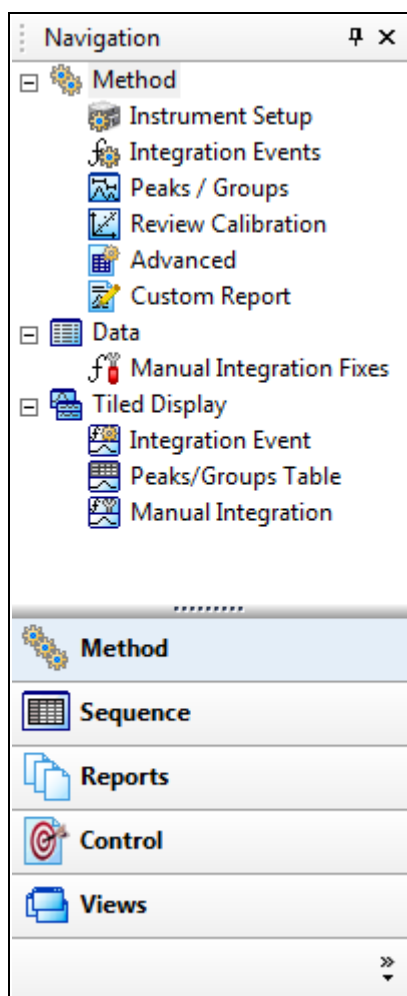 Navigation
Method
Instrument Setup
Integration Events
Peaks / Groups
Review Calibration
Advanced
Custom Report
Data
Manual Integration Fixes
Tiled Display
Integration Event
Peaks/Groups Table
Manual Integration
Method
Sequence
Reports
Control
Views